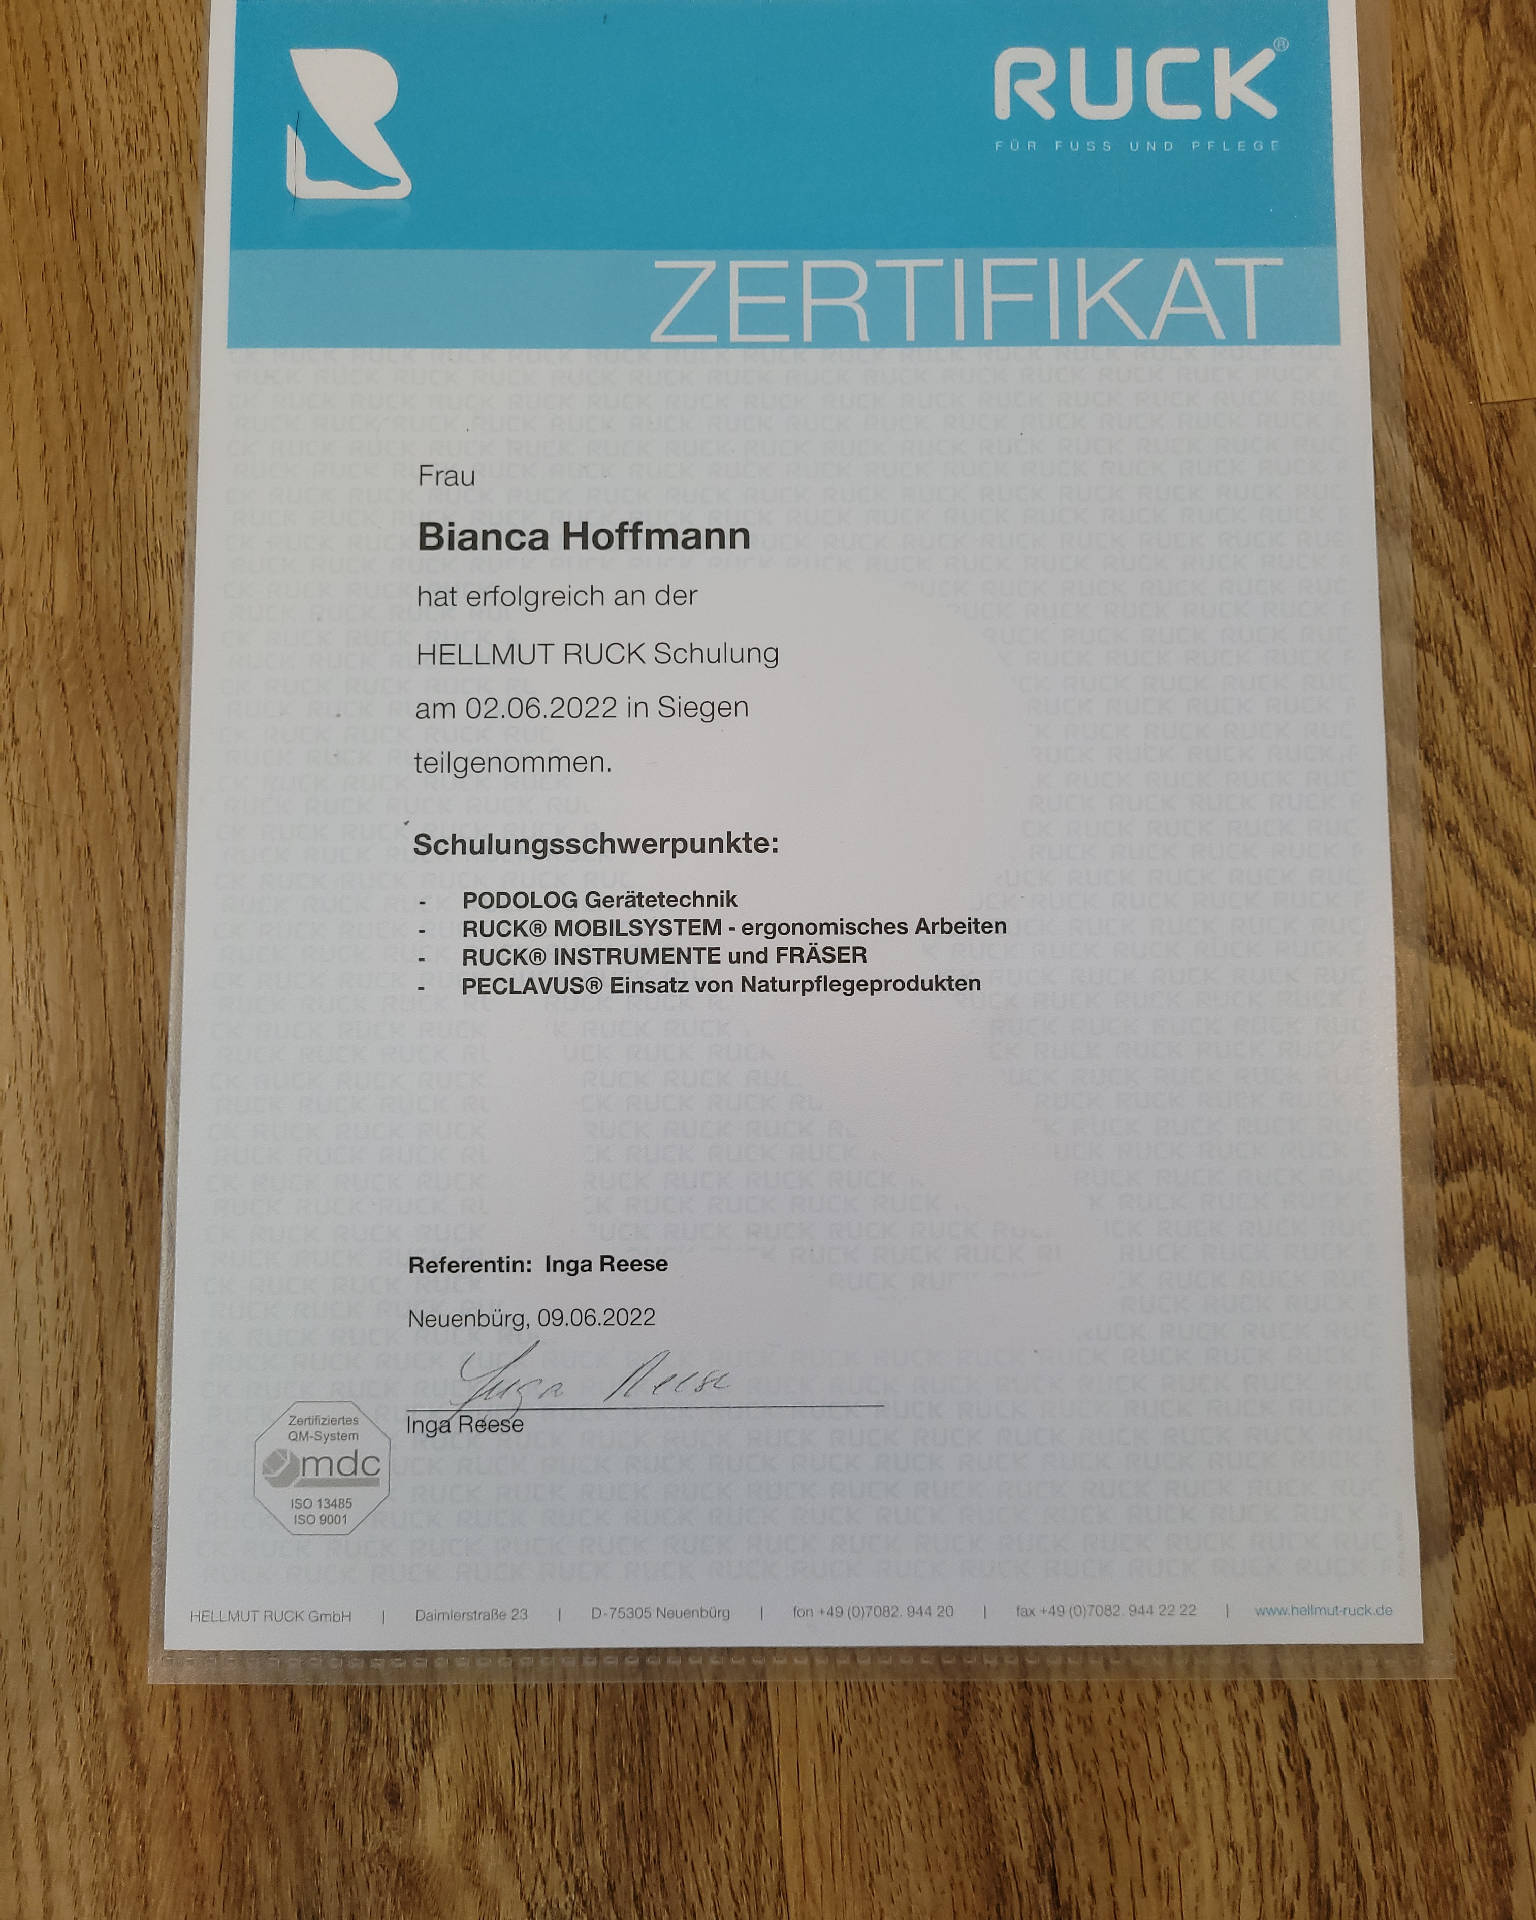 RUCK®
FÜR FUSS UND PFLEGE
ZERTIFIKAT
Frau
Bianca Hoffmann
hat erfolgreich an der
HELLMUT RUCK Schulung
am 02.06.2022 in Siegen
teilgenommen.
Schulungsschwerpunkte:
- PODOLOG Gerätetechnik
- RUCK® MOBILSYSTEM - ergonomisches Arbeiten
- RUCK® INSTRUMENTE und FRÄSER
- PECLAVUS® Einsatz von Naturpflegeprodukten
Referentin: Inga Reese
Neuenbürg, 09.06.2022
Inga Reese
Inga Reese
Zertifiziertes
QM-System
mdc
ISO 13485
ISO 9001
HELLMUT RUCK GmbH | Daimlerstraße 23 | D-75305 Neuenbürg | fon +49 (0)7082. 944 20 | fax +49 (0)7082. 944 22 22 | www.hellmut-ruck.de